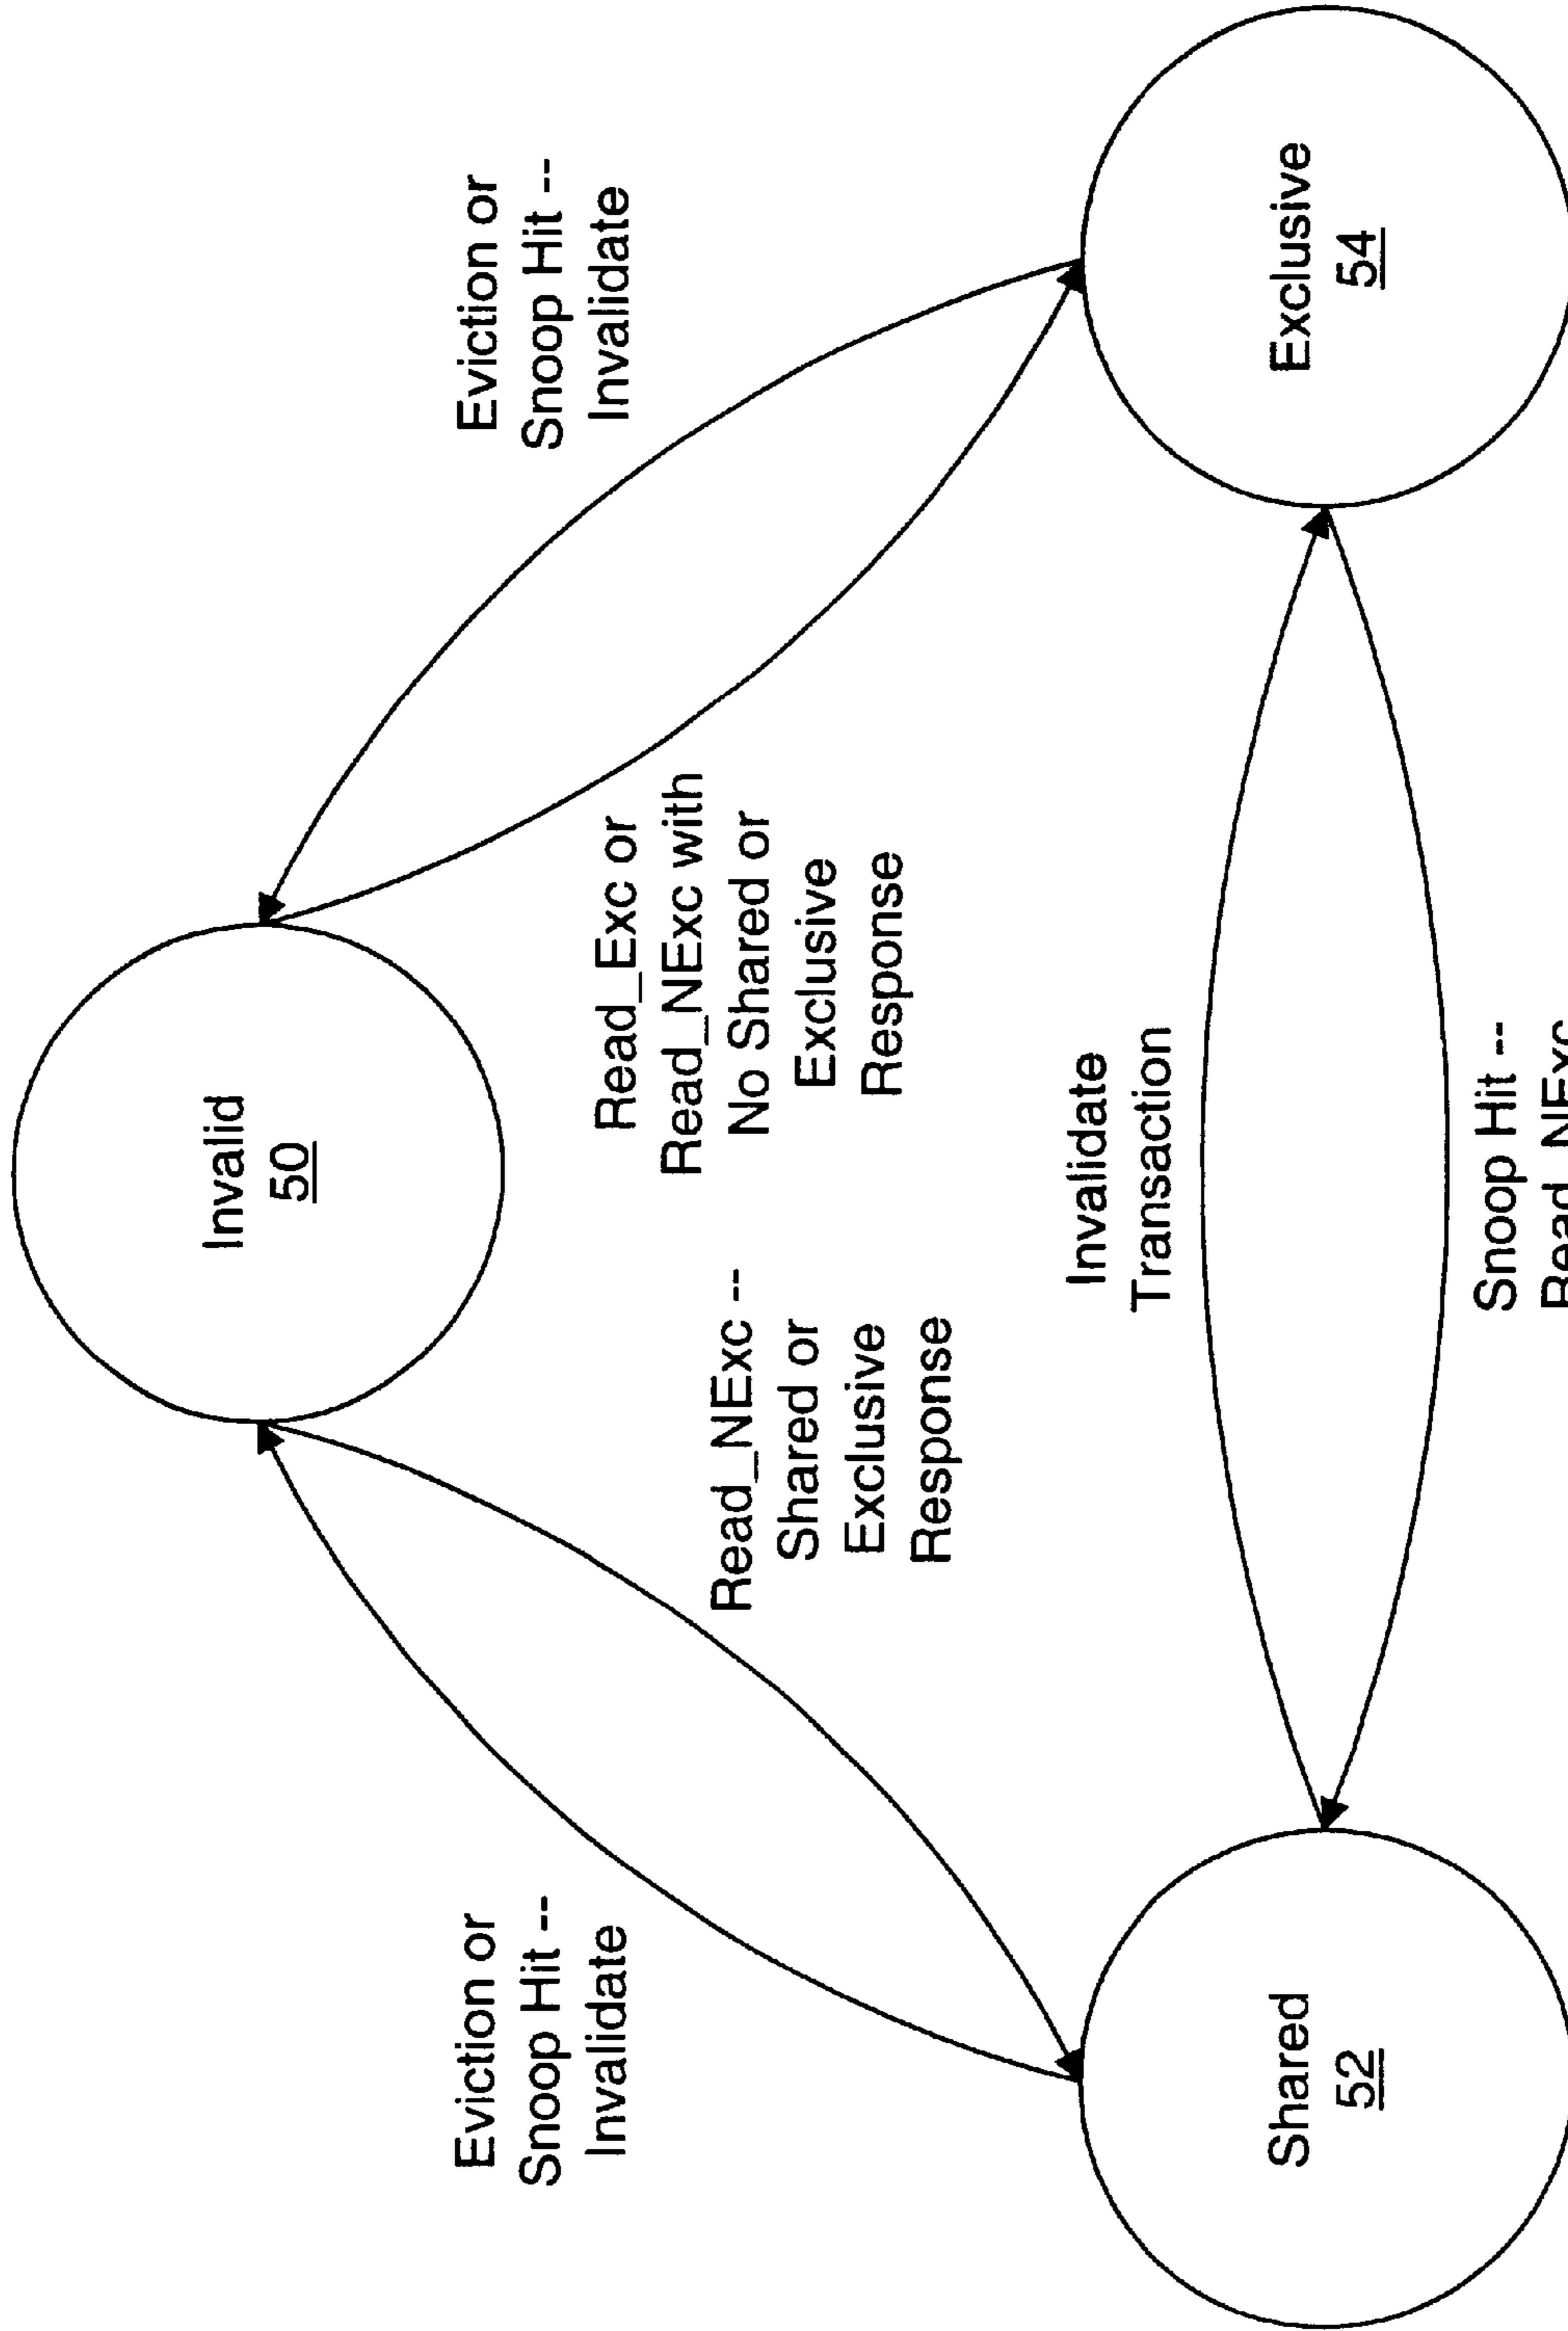 Invalid
50
Eviction or
Snoop Hit --
Invalidate
Eviction or
Snoop Hit --
Invalidate
Read_Exc or
Read_NExc with
No Shared or
Exclusive
Response
Read_NExc --
Shared or
Exclusive
Response
Invalidate
Transaction
Shared
52
Exclusive
54
Snoop Hit --
Read_NExc